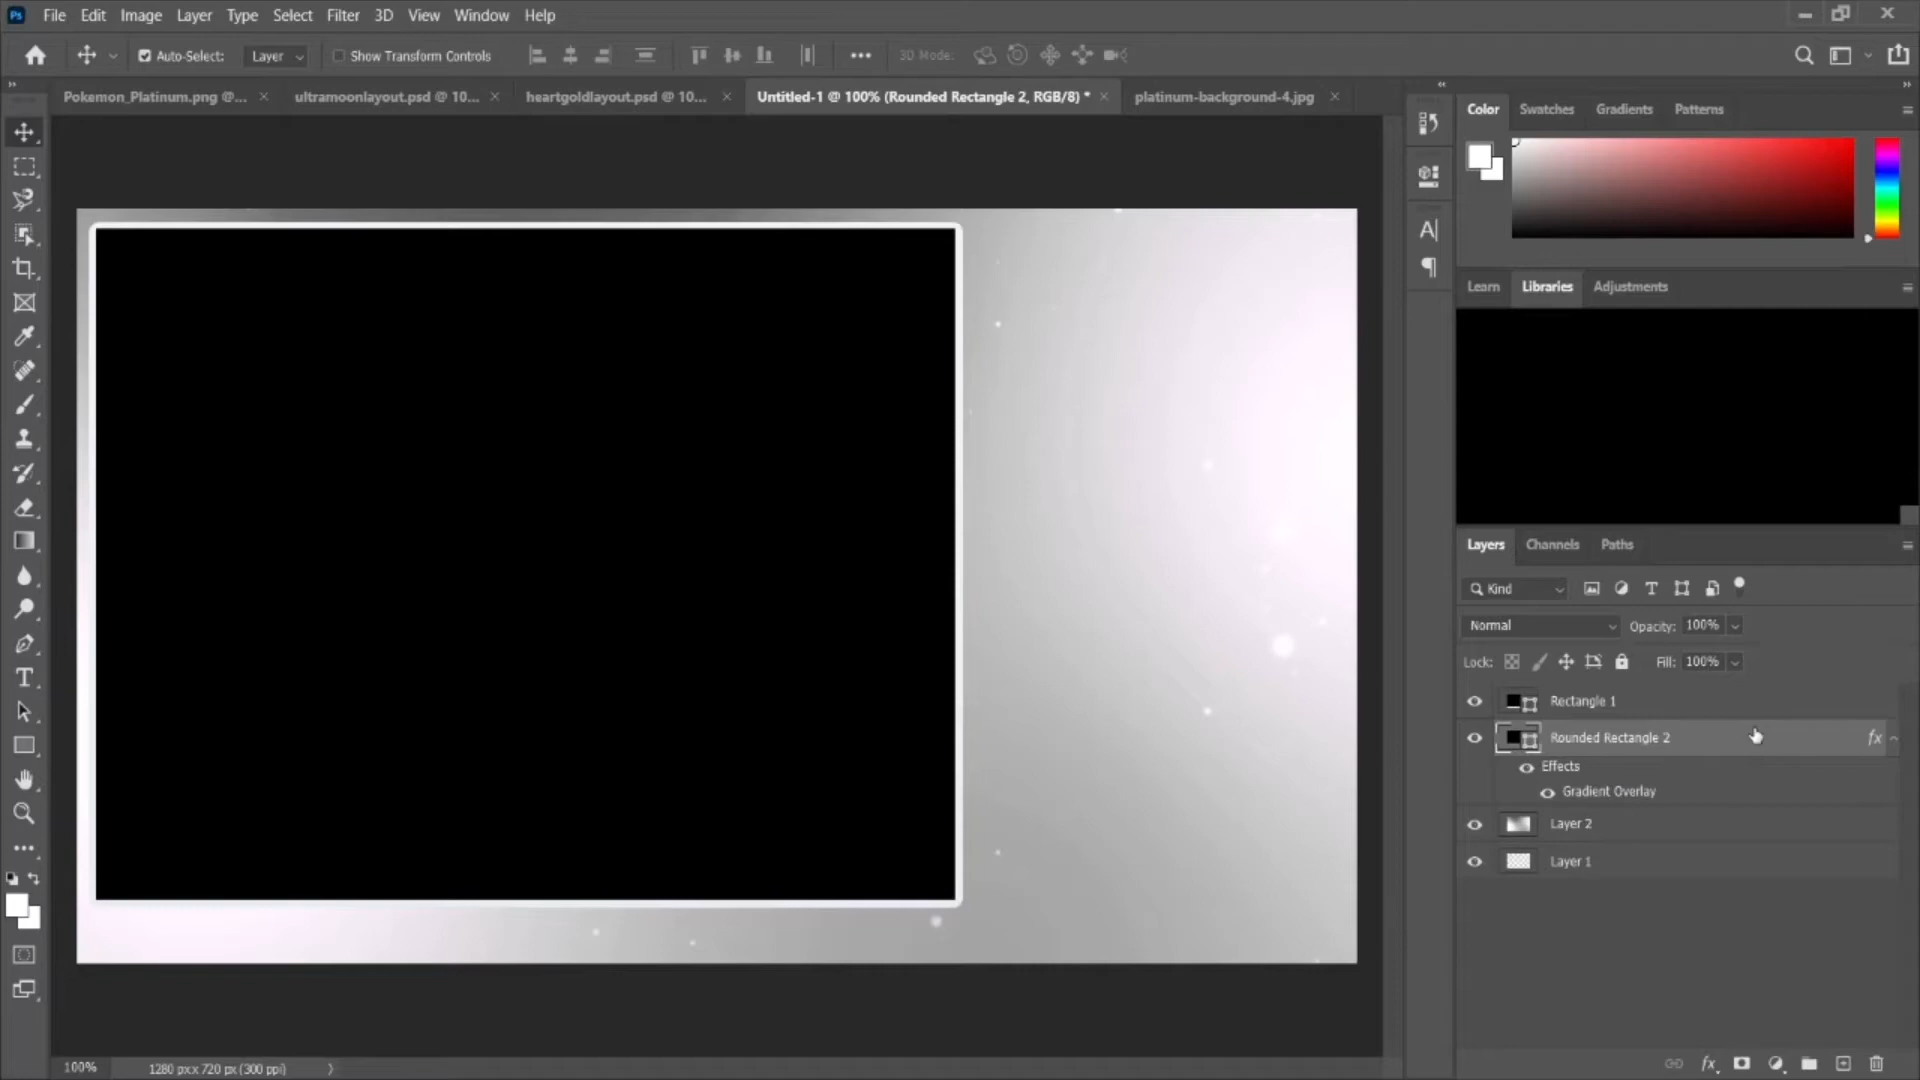 Ps File Edit Image Layer Type Select Filter 3D View Window Help
Auto-Select: Layer Show Transform Controls 3D Mode:
Pokemon_Platinum.png @... ultramoonlayout.psd @ 10... heartgoldlayout.psd @ 10... Untitled-1 @ 100% (Rounded Rectangle 2, RGB/8) * platinum-background-4.jpg
Color Swatches Gradients Patterns
Learn Libraries Adjustments
Layers Channels Paths
Kind
Normal Opacity: 100%
Lock: Fill: 100%
Rectangle 1
Rounded Rectangle 2 fx
Effects
Gradient Overlay
Layer 2
Layer 1
100% 1280 px x 720 px (300 ppi)